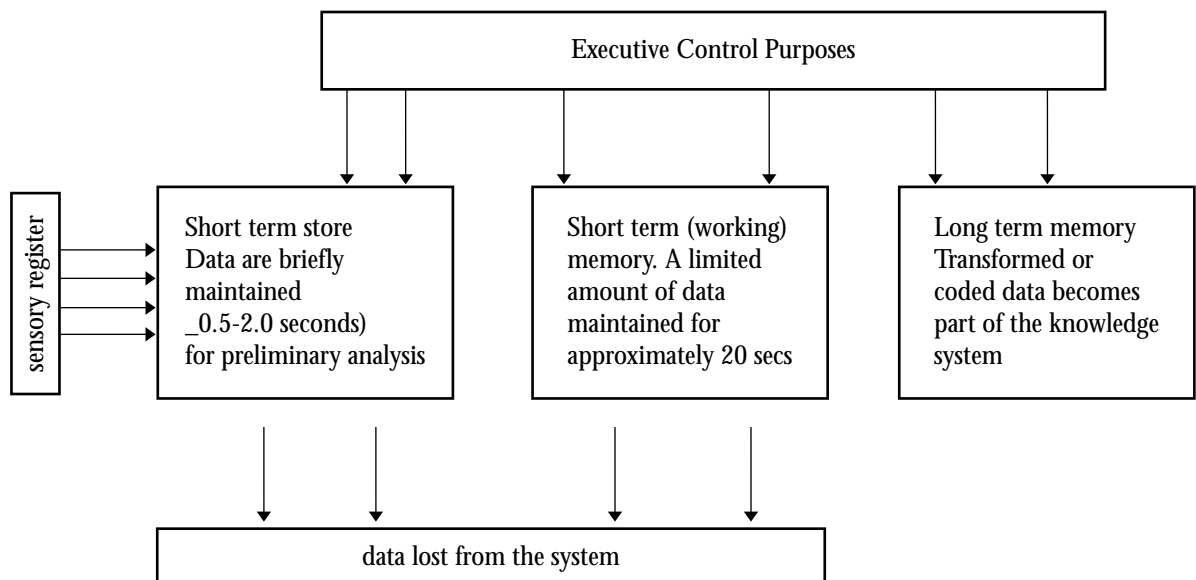 Executive Control Purposes
sensory register
Short term store
Data are briefly
maintained
_0.5-2.0 seconds)
for preliminary analysis
Short term (working)
memory. A limited
amount of data
maintained for
approximately 20 secs
Long term memory
Transformed or
coded data becomes
part of the knowledge
system
data lost from the system